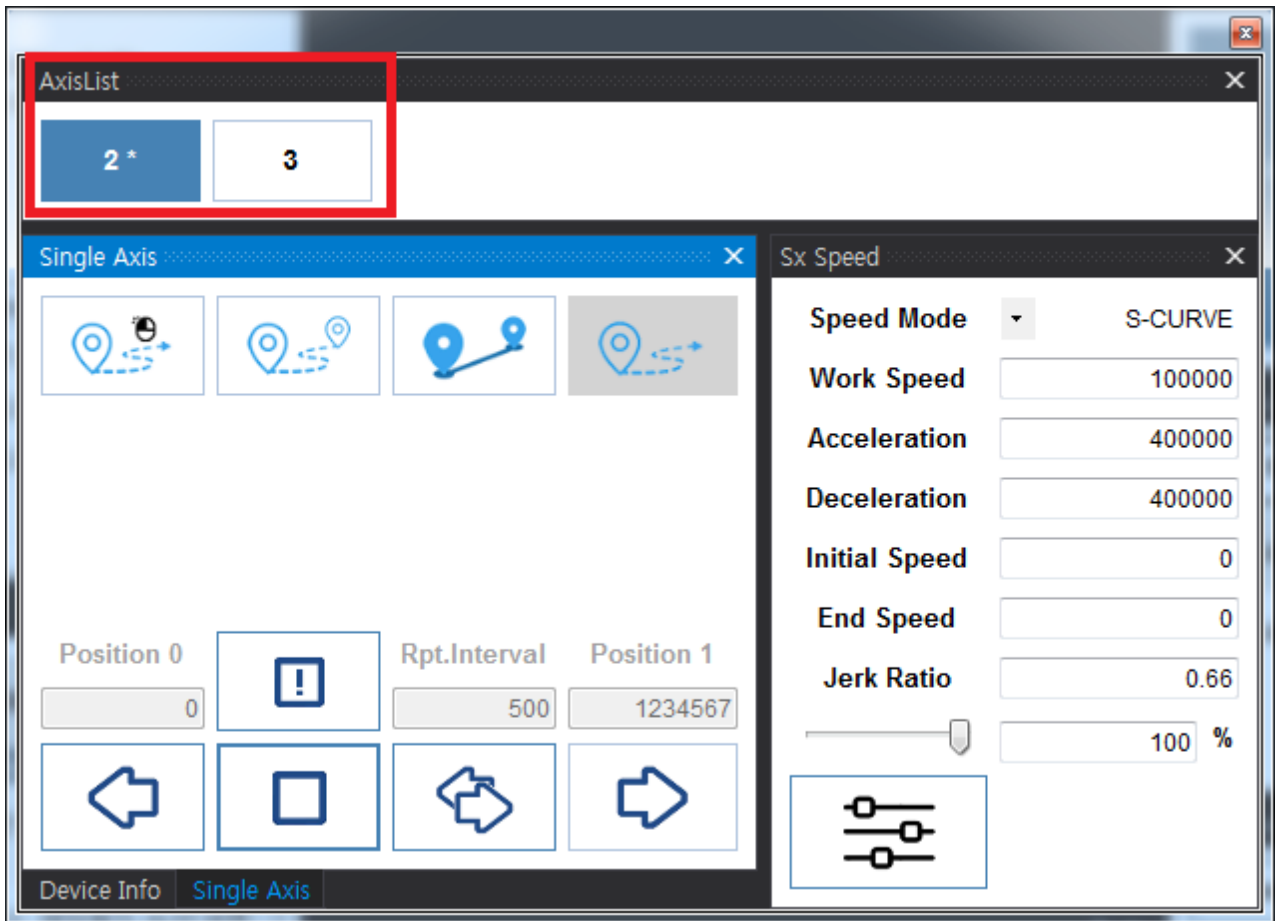 AxisList
2 *
3
Single Axis
Position 0
Rpt.Interval
Position 1
0
500
1234567
Device Info
Single Axis
Sx Speed
Speed Mode S-CURVE
Work Speed 100000
Acceleration 400000
Deceleration 400000
Initial Speed 0
End Speed 0
Jerk Ratio 0.66
100 %